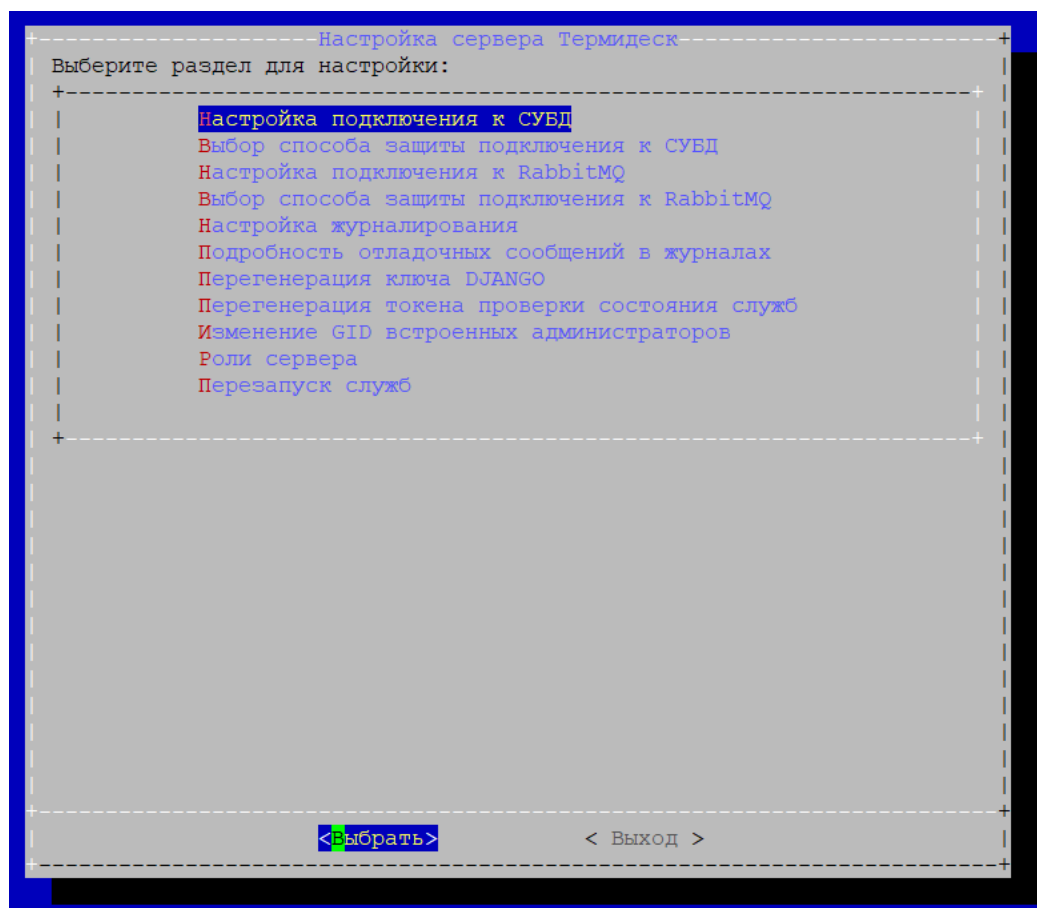 Настройка сервера Термидеск
Выберите раздел для настройки:
Настройка подключения к СУБД
Выбор способа защиты подключения к СУБД
Настройка подключения к RabbitMQ
Выбор способа защиты подключения к RabbitMQ
Настройка журналирования
Подробность отладочных сообщений в журналах
Перегенерация ключа DJANGO
Перегенерация токена проверки состояния служб
Изменение GID встроенных администраторов
Роли сервера
Перезапуск служб
<Выбрать> < Выход >